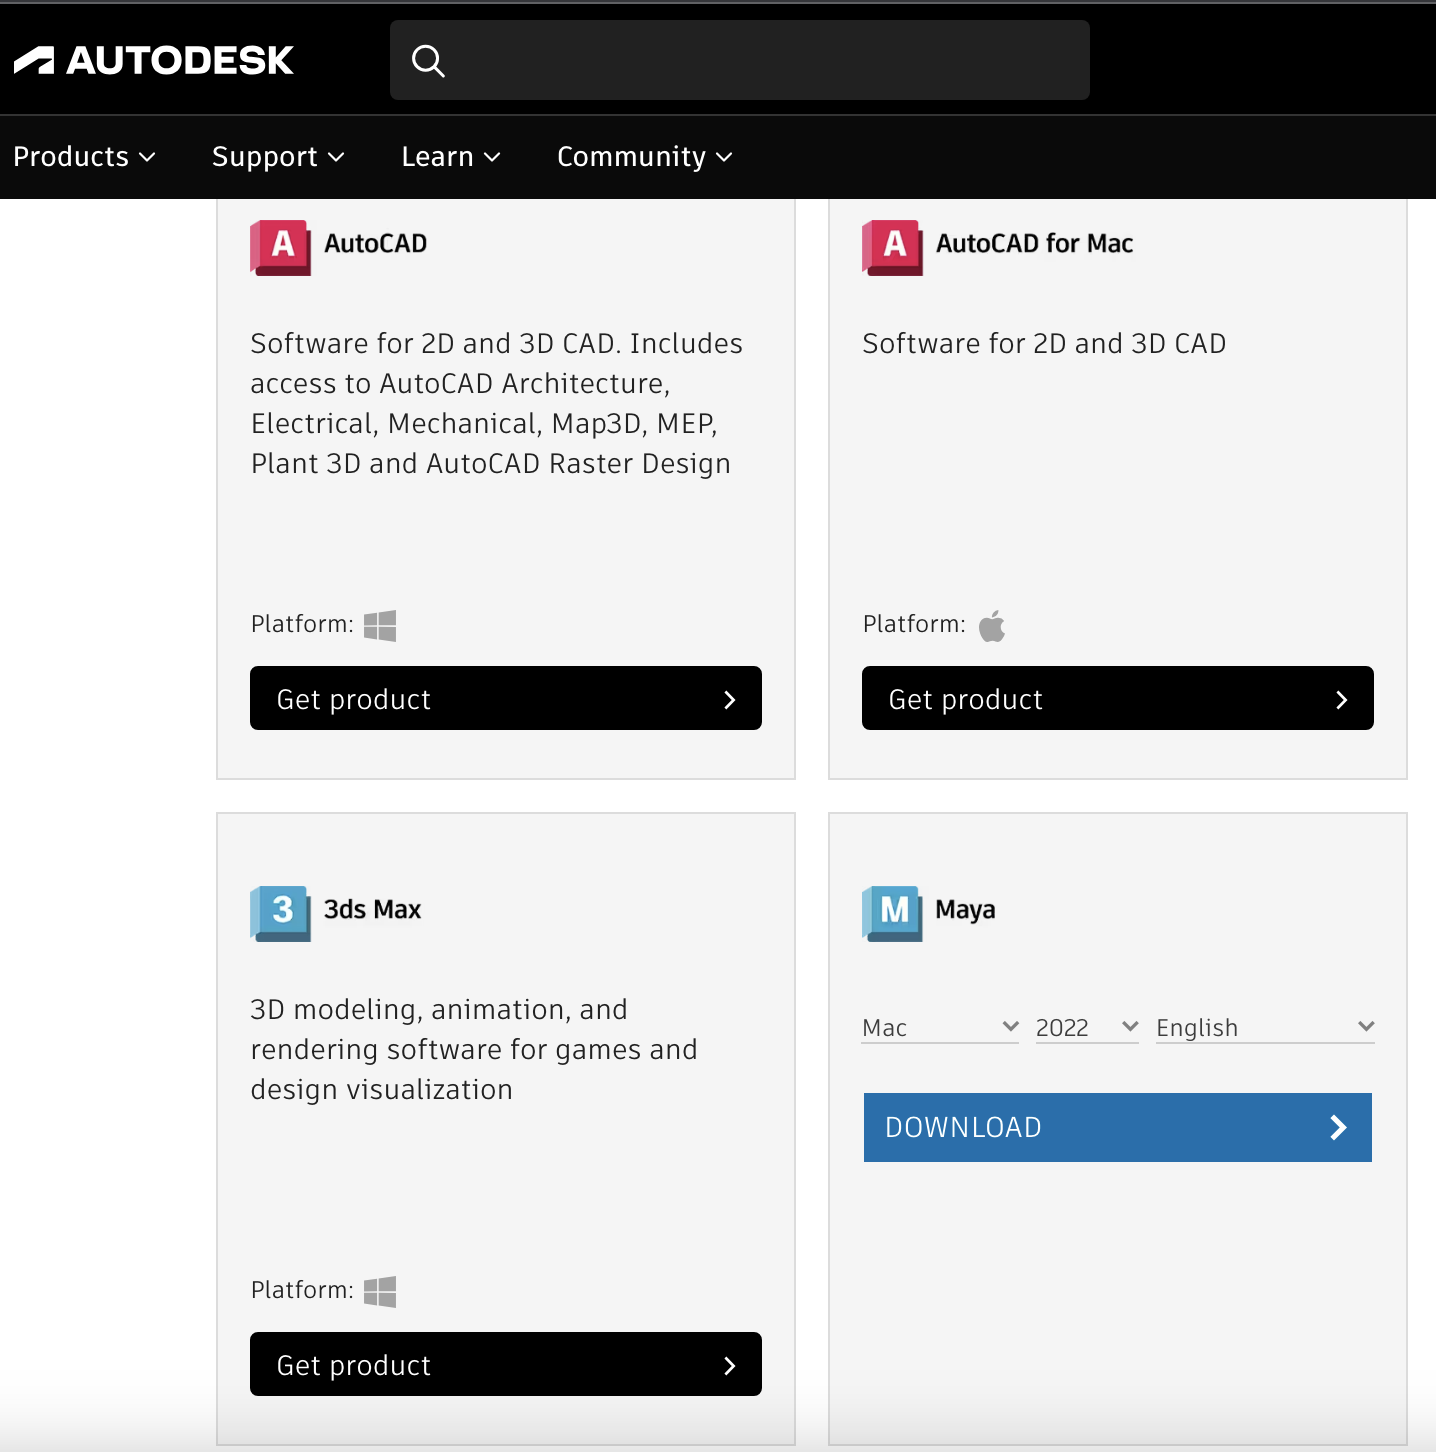 AUTODESK
Products
Support
Learn
Community
A AutoCAD
Software for 2D and 3D CAD. Includes
access to AutoCAD Architecture,
Electrical, Mechanical, Map3D, MEP,
Plant 3D and AutoCAD Raster Design
Platform:
Get product
A AutoCAD for Mac
Software for 2D and 3D CAD
Platform:
Get product
3 3ds Max
3D modeling, animation, and
rendering software for games and
design visualization
Platform:
Get product
M Maya
Mac 2022 English
DOWNLOAD